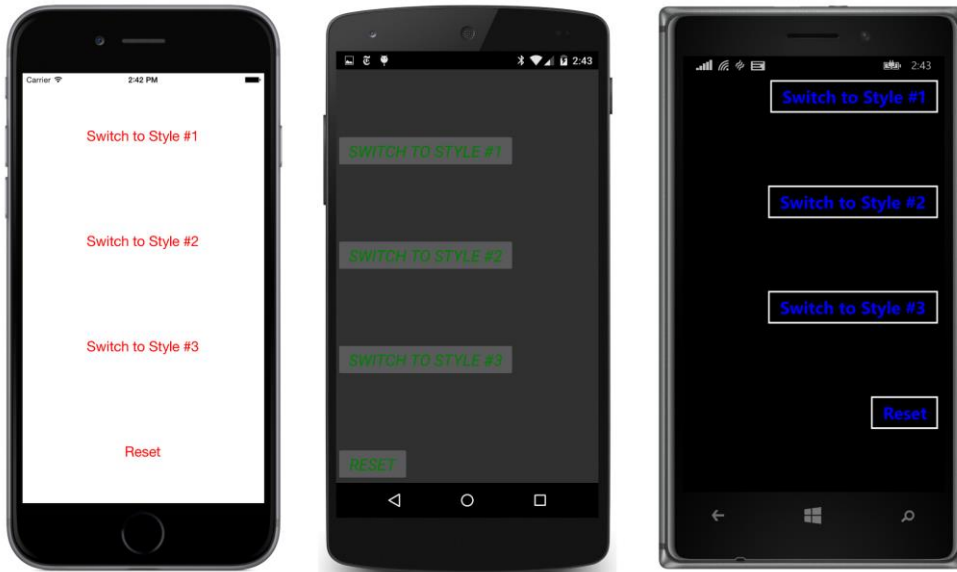 Carrier 2:42 PM
Switch to Style #1
Switch to Style #2
Switch to Style #3
Reset
2:43
SWITCH TO STYLE #1
SWITCH TO STYLE #2
SWITCH TO STYLE #3
RESET
2:43
Switch to Style #1
Switch to Style #2
Switch to Style #3
Reset